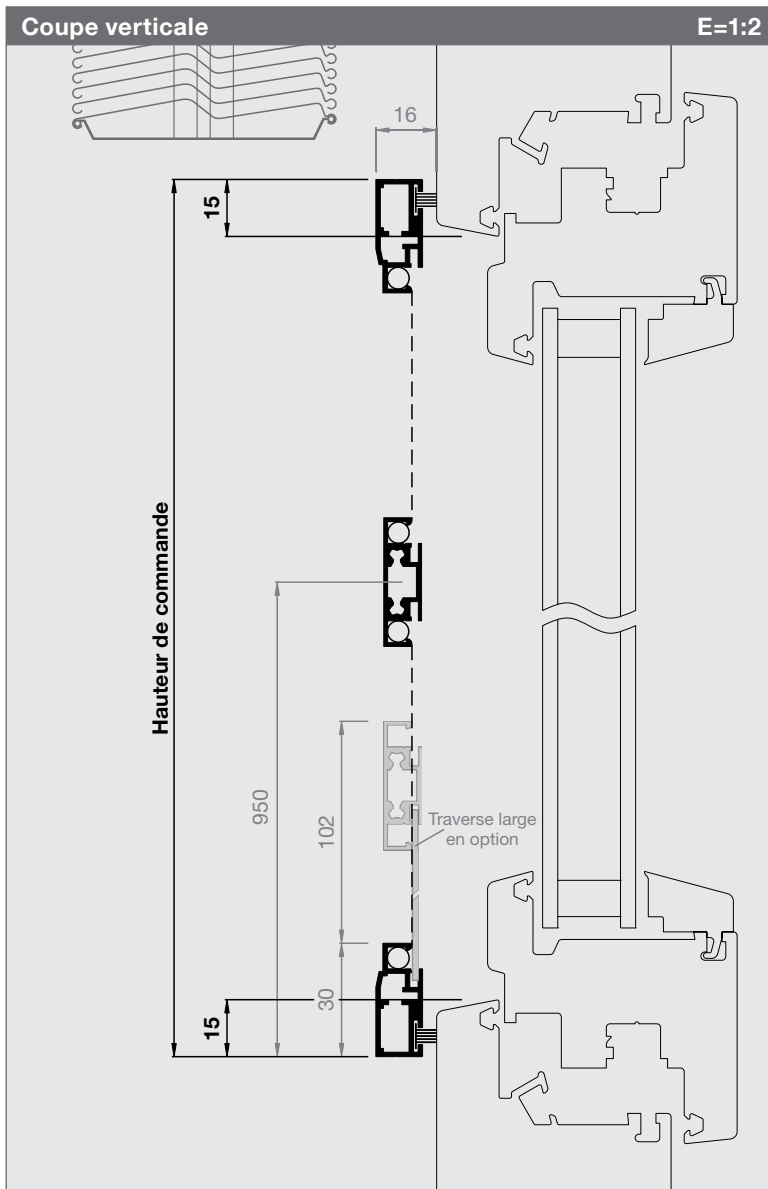 Coupe verticale
E=1:2
16
15
Hauteur de commande
950
102
Traverse large
en option
30
15